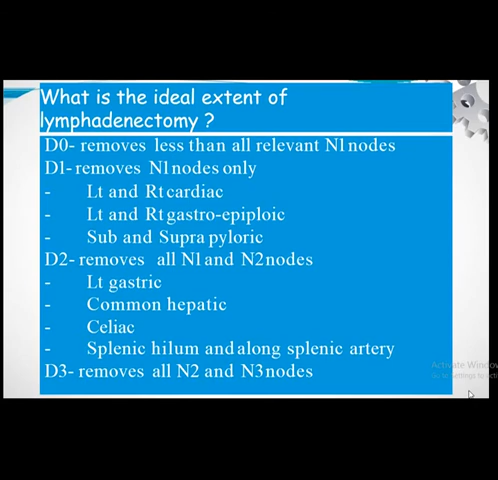 What is the ideal extent of
lymphadenectomy ?
D0- removes less than all relevant N1 nodes
D1- removes N1 nodes only
- Lt and Rt cardiac
- Lt and Rt gastro-epiploic
- Sub and Supra pyloric
D2- removes all N1 and N2 nodes
- Lt gastric
- Common hepatic
- Celiac
- Splenic hilum and along splenic artery
D3- removes all N2 and N3 nodes
Activate Window